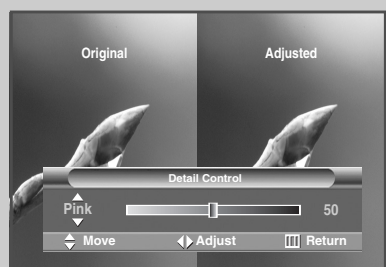 Original Adjusted
Detail Control
Pink 50
Move Adjust Return